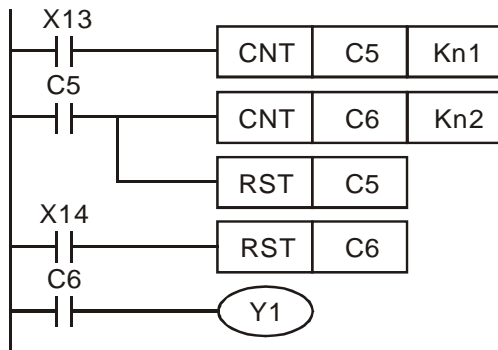 X13
CNT C5 Kn1
C5
CNT C6 Kn2
RST C5
X14
RST C6
C6
Y1